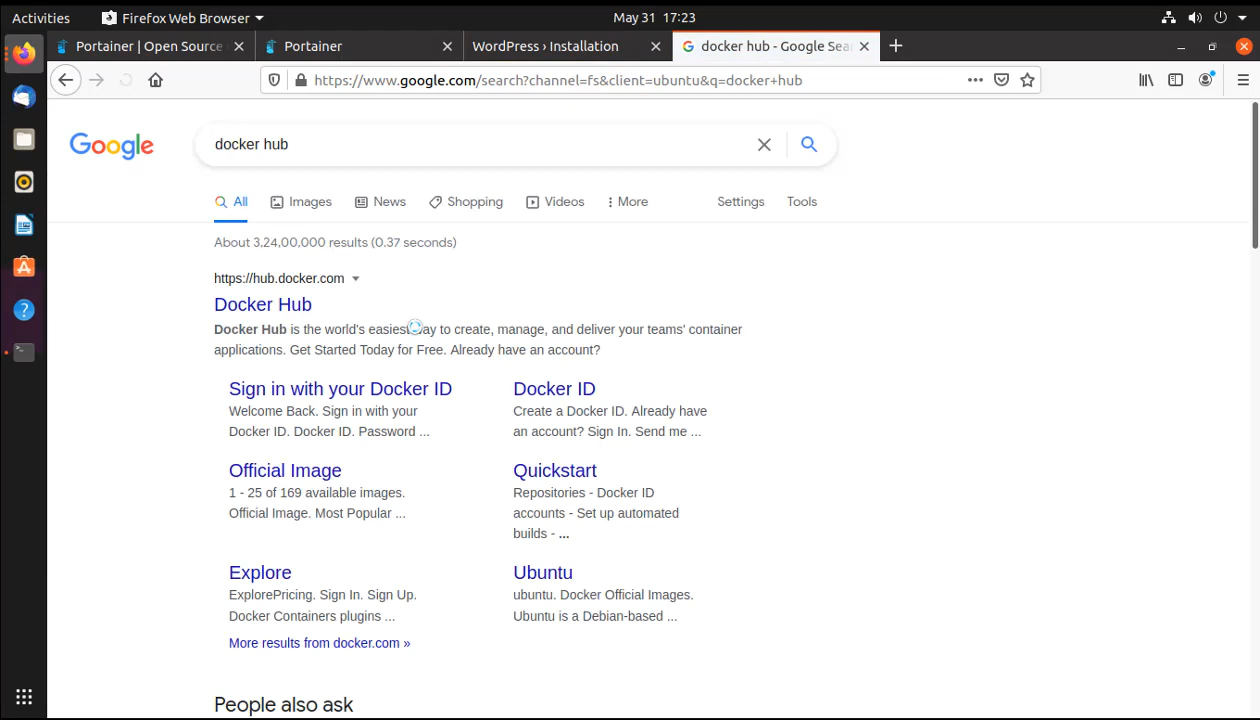 Activities
Firefox Web Browser
May 31 17:23
Portainer | Open Source
Portainer
WordPress › Installation
docker hub - Google Sea
https://www.google.com/search?channel=fs&client=ubuntu&q=docker+hub
Google
docker hub
All
Images
News
Shopping
Videos
More
Settings
Tools
About 3,24,00,000 results (0.37 seconds)
https://hub.docker.com
Docker Hub
Docker Hub is the world's easiest way to create, manage, and deliver your teams' container
applications. Get Started Today for Free. Already have an account?
Sign in with your Docker ID
Welcome Back. Sign in with your
Docker ID. Docker ID. Password ...
Docker ID
Create a Docker ID. Already have
an account? Sign In. Send me ...
Official Image
1 - 25 of 169 available images.
Official Image. Most Popular ...
Quickstart
Repositories - Docker ID
accounts - Set up automated
builds - ...
Explore
ExplorePricing. Sign In. Sign Up.
Docker Containers plugins ...
Ubuntu
ubuntu. Docker Official Images.
Ubuntu is a Debian-based ...
More results from docker.com »
People also ask